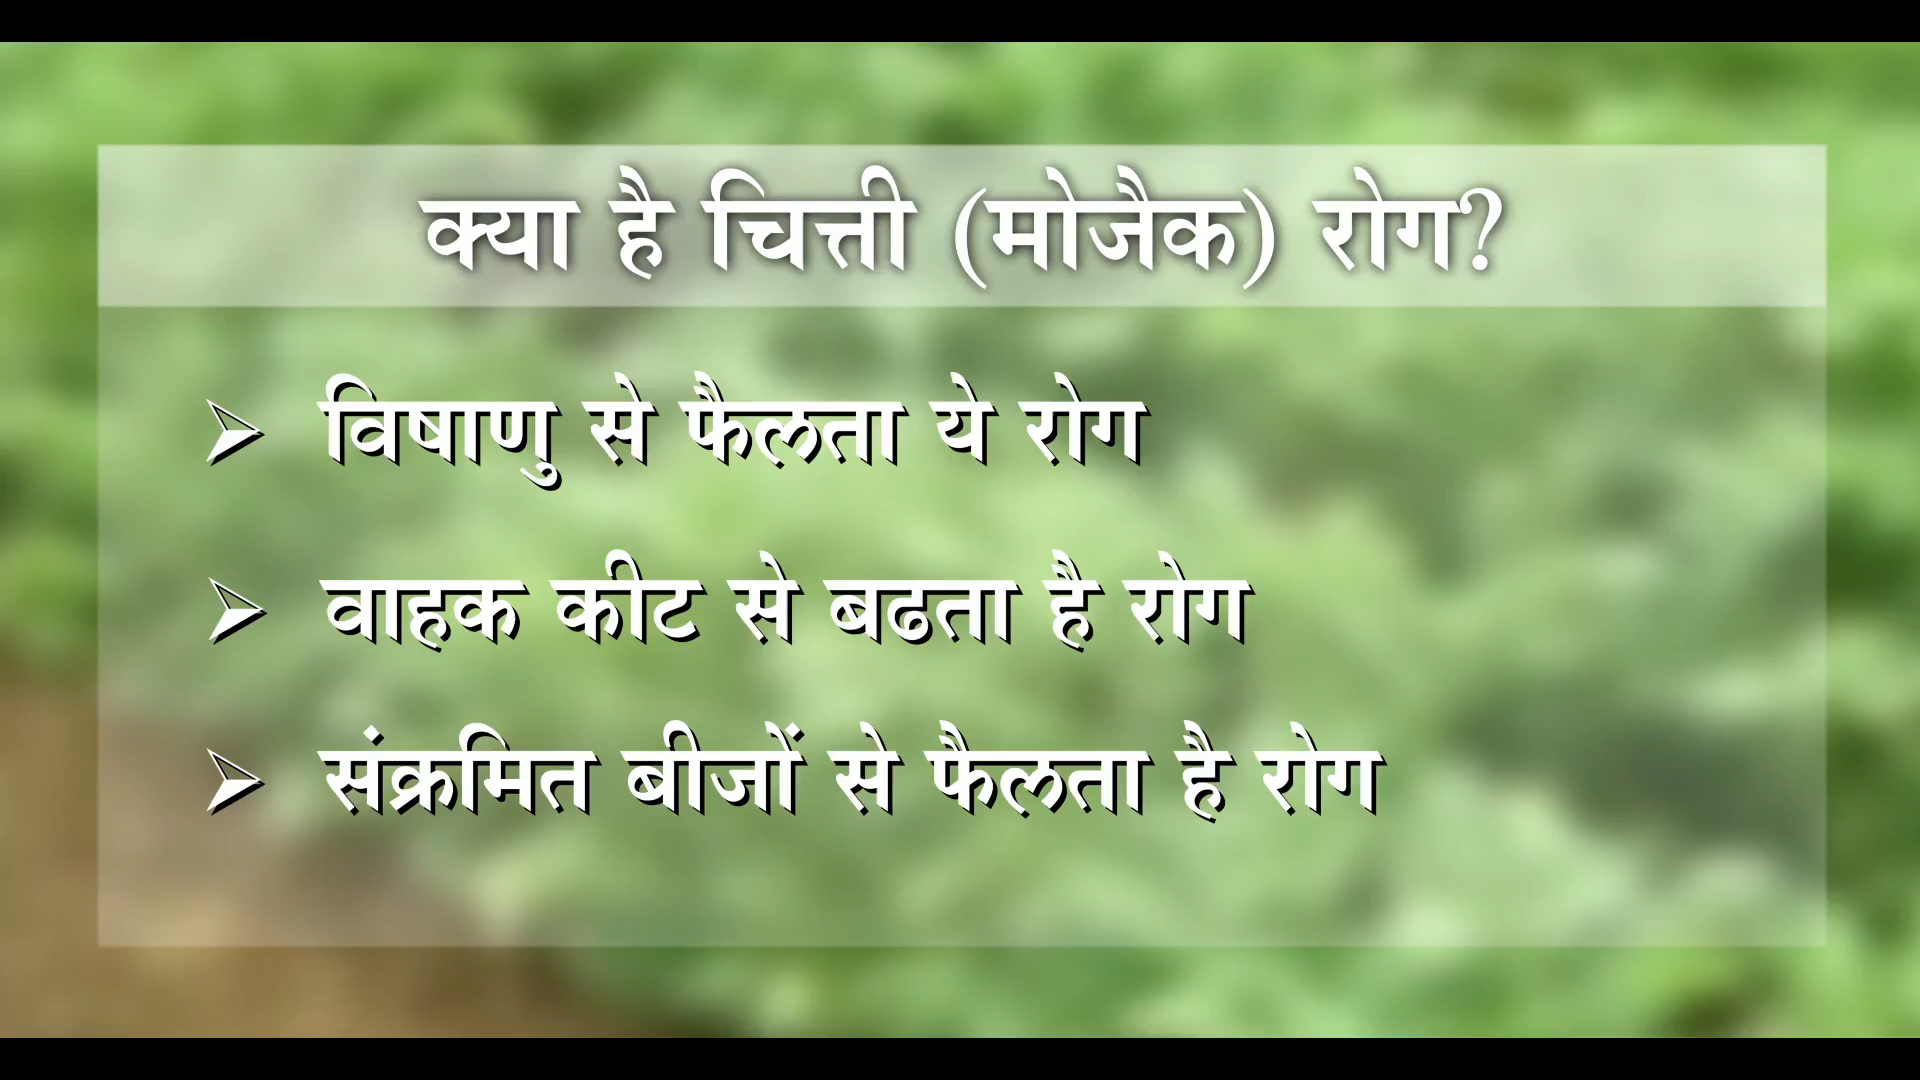 क्या है चित्ती (मोजैक) रोग?
➢ विषाणु से फैलता ये रोग
➢ वाहक कीट से बढता है रोग
➢ संक्रमित बीजों से फैलता है रोग